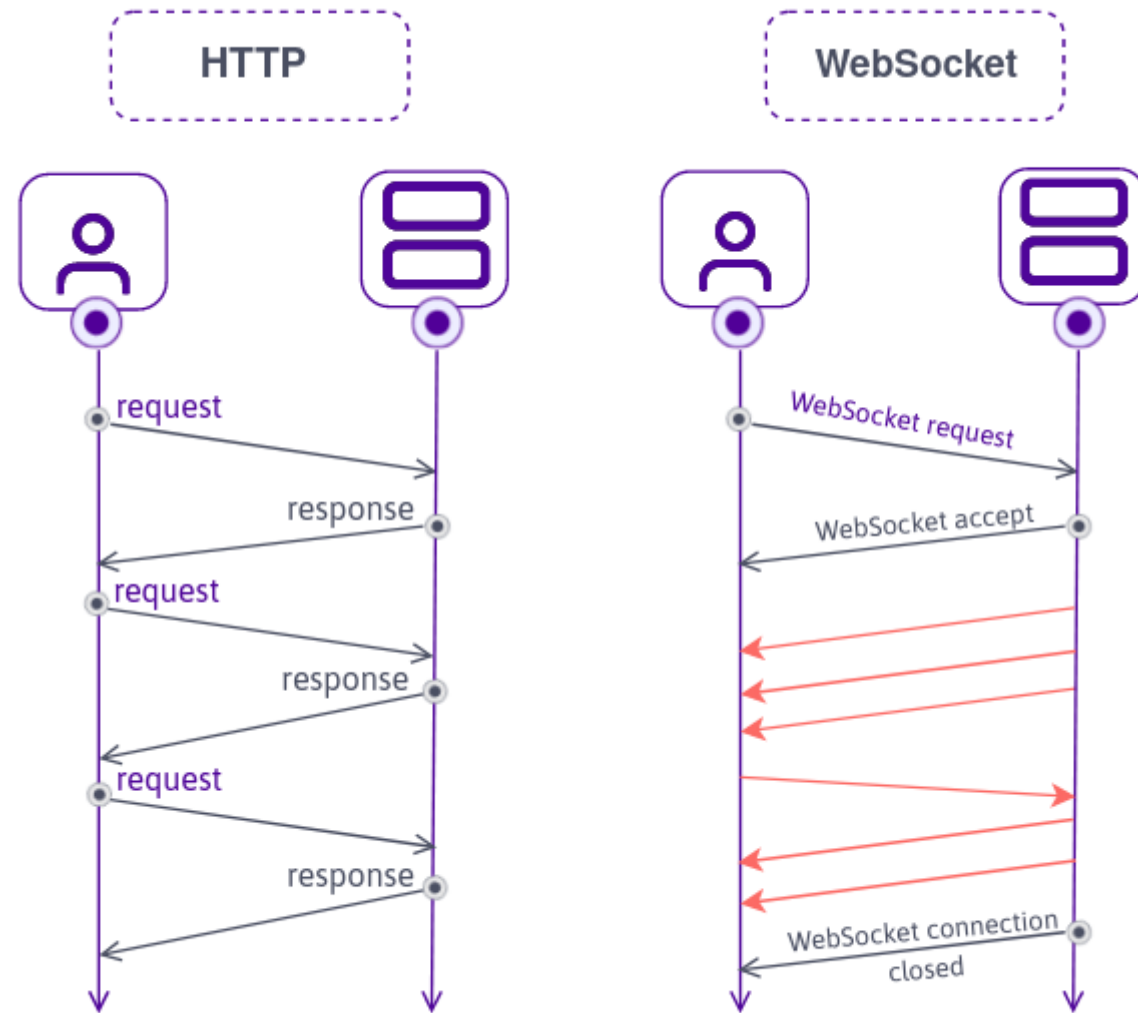 HTTP
WebSocket
request
response
request
response
request
response
WebSocket request
WebSocket accept
WebSocket connection
closed